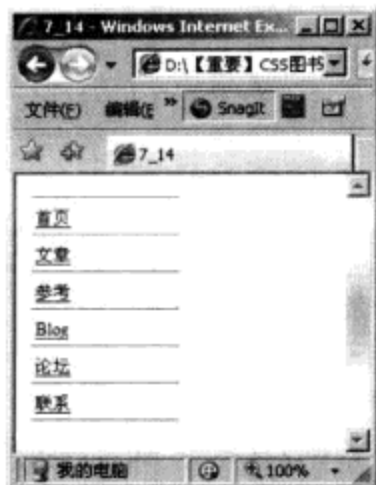 7_14 - Windows Internet Ex...
D:\【重要】CSS图书
文件(F) 编辑(E » SnagIt
7_14
首页
文章
参考
Blog
论坛
联系
我的电脑 100%